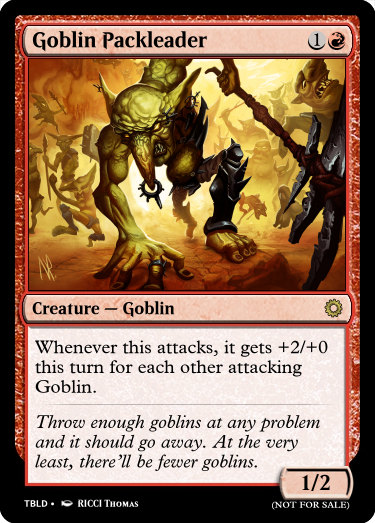 Goblin Packleader 1
Creature — Goblin
Whenever this attacks, it gets +2/+0
this turn for each other attacking
Goblin.
Throw enough goblins at any problem
and it should go away. At the very
least, there'll be fewer goblins.
1/2
TBLD • RICCI THOMAS
(NOT FOR SALE)